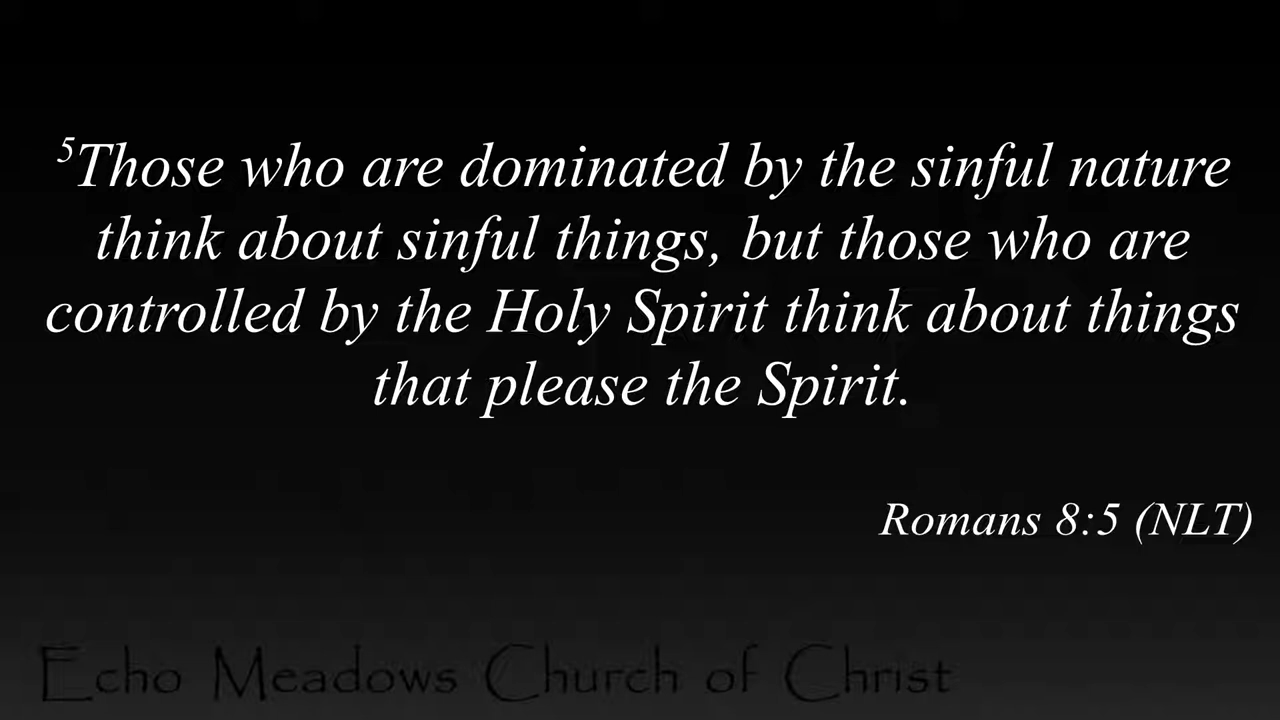 ⁵Those who are dominated by the sinful nature
think about sinful things, but those who are
controlled by the Holy Spirit think about things
that please the Spirit.
Romans 8:5 (NLT)
Echo Meadows Church of Christ